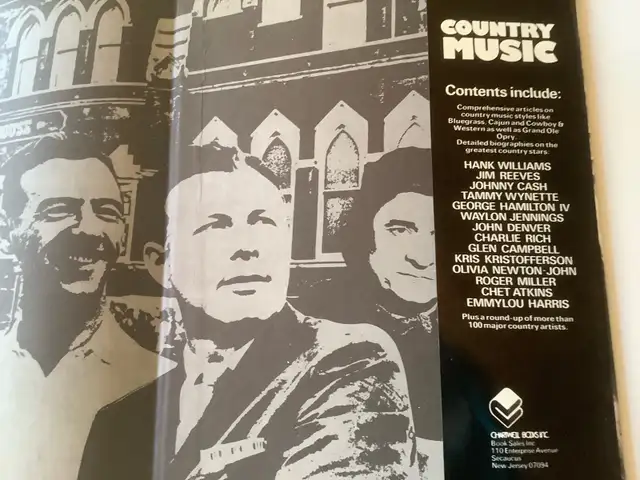 COUNTRY
MUSIC
Contents include:
Comprehensive articles on
country music styles like
Bluegrass, Cajun and Cowboy &
Western as well as Grand Ole
Opry.
Detailed biographies on the
greatest country stars:
HANK WILLIAMS
JIM REEVES
JOHNNY CASH
TAMMY WYNETTE
GEORGE HAMILTON IV
WAYLON JENNINGS
JOHN DENVER
CHARLIE RICH
GLEN CAMPBELL
KRIS KRISTOFFERSON
OLIVIA NEWTON-JOHN
ROGER MILLER
CHET ATKINS
EMMYLOU HARRIS
Plus a round-up of more than
100 major country artists.
CHARTWELL BOOKS INC.
Book Sales Inc
110 Enterprise Avenue
Secaucus
New Jersey 07094